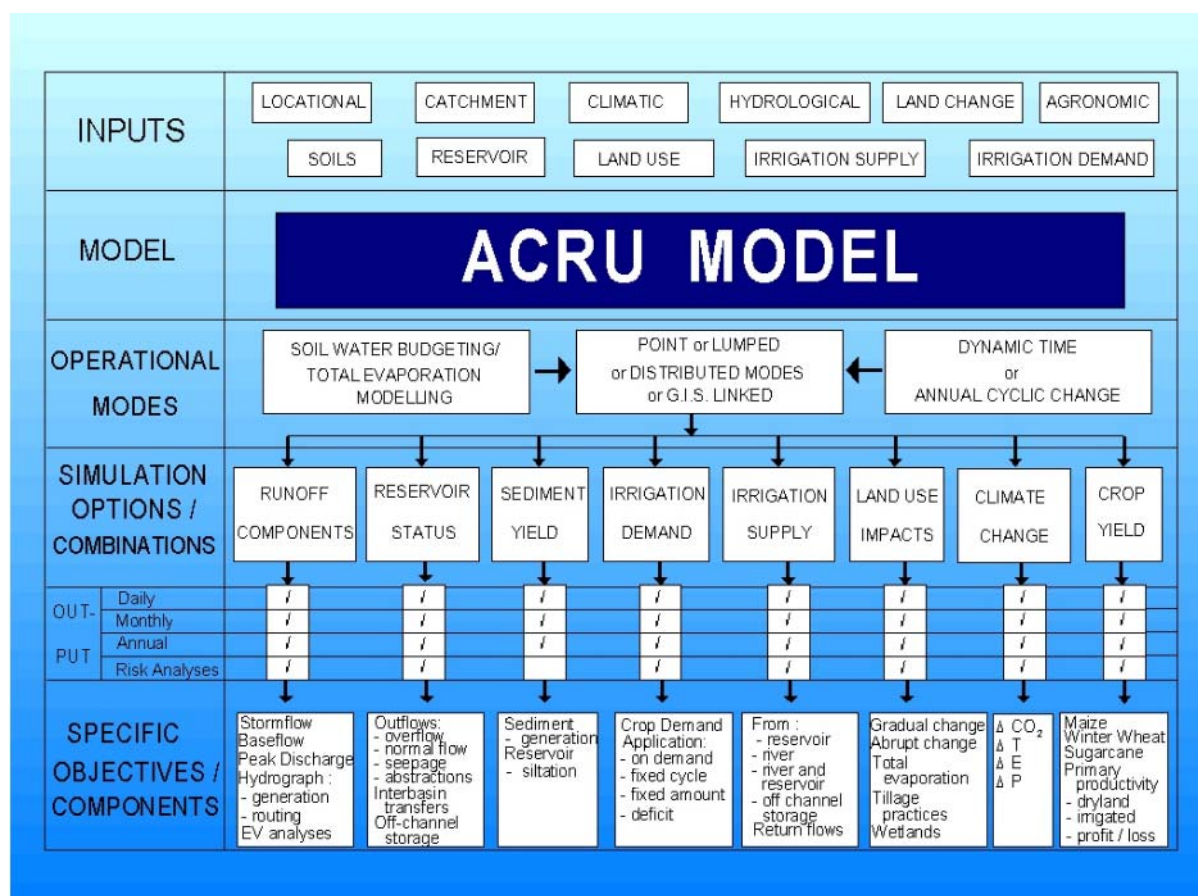 INPUTS
LOCATIONAL
CATCHMENT
CLIMATIC
HYDROLOGICAL
LAND CHANGE
AGRONOMIC
SOILS
RESERVOIR
LAND USE
IRRIGATION SUPPLY
IRRIGATION DEMAND
MODEL
ACRU MODEL
OPERATIONAL
MODES
SOIL WATER BUDGETING/
TOTAL EVAPORATION
MODELLING
POINT or LUMPED
or DISTRIBUTED MODES
or G.I.S. LINKED
DYNAMIC TIME
or
ANNUAL CYCLIC CHANGE
SIMULATION
OPTIONS /
COMBINATIONS
RUNOFF
COMPONENTS
RESERVOIR
STATUS
SEDIMENT
YIELD
IRRIGATION
DEMAND
IRRIGATION
SUPPLY
LAND USE
IMPACTS
CLIMATE
CHANGE
CROP
YIELD
OUT-
PUT
Daily
Monthly
Annual
Risk Analyses
SPECIFIC
OBJECTIVES /
COMPONENTS
Stormflow
Baseflow
Peak Discharge
Hydrograph :
- generation
- routing
EV analyses
Outflows:
- overflow
- normal flow
- seepage
- abstractions
Interbasin
transfers
Off-channel
storage
Sediment
- generation
Reservoir
- siltation
Crop Demand
Application:
- on demand
- fixed cycle
- fixed amount
- deficit
From :
- reservoir
- river
- river and
reservoir
- off channel
storage
Return flows
Gradual change
Abrupt change
Total
evaporation
Tillage
practices
Wetlands
Δ CO₂
Δ T
Δ E
Δ P
Maize
Winter Wheat
Sugarcane
Primary
productivity
- dryland
- irrigated
- profit / loss